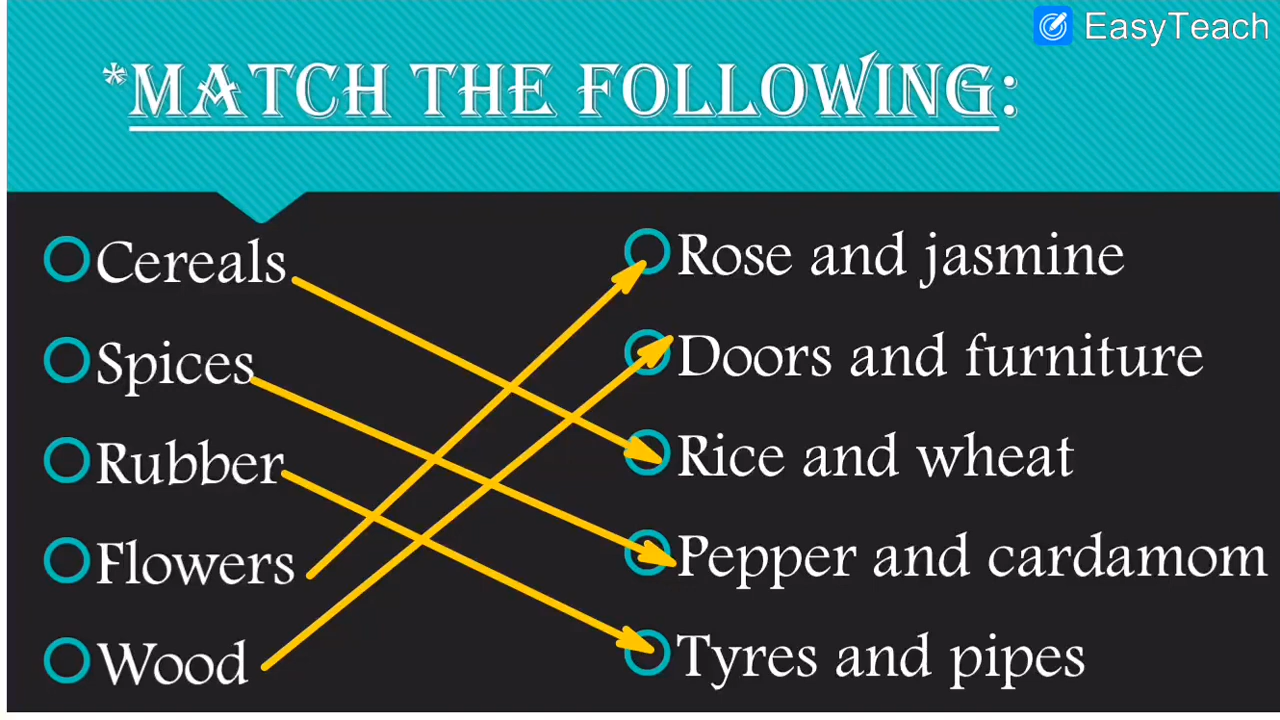 EasyTeach
*MATCH THE FOLLOWING:
Cereals
Spices
Rubber
Flowers
Wood
Rose and jasmine
Doors and furniture
Rice and wheat
Pepper and cardamom
Tyres and pipes